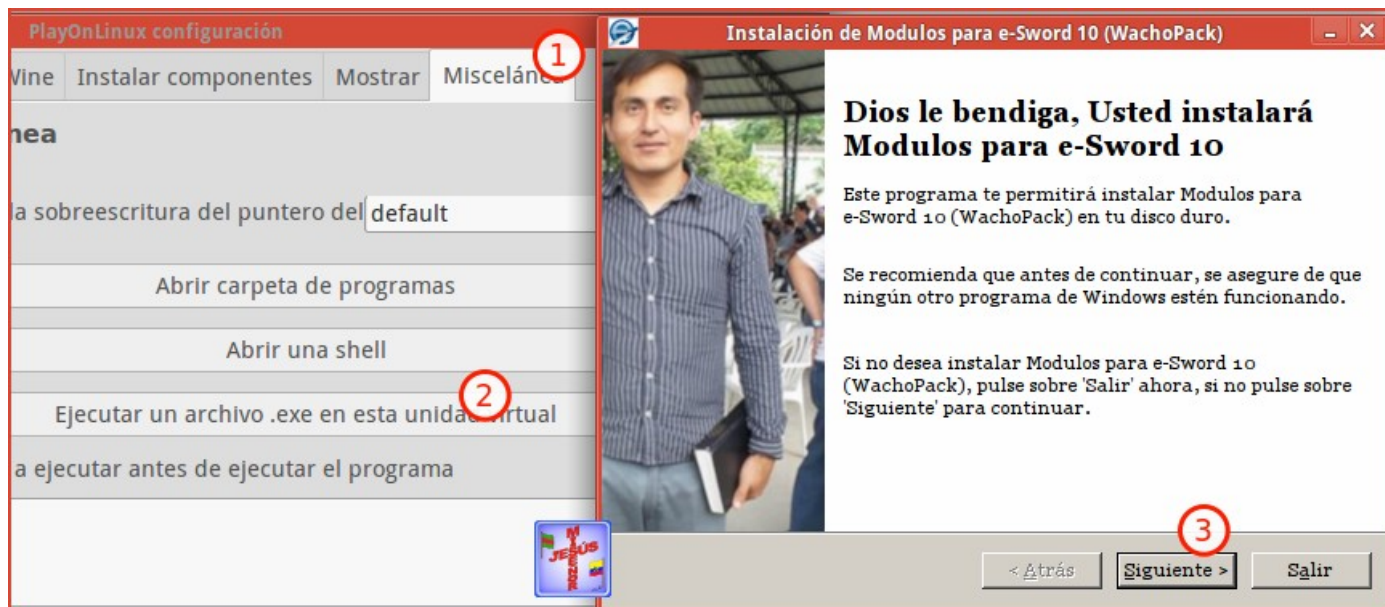 PlayOnLinux configuración
Wine Instalar componentes Mostrar Misceláne
1
nea
la sobreescritura del puntero del default
Abrir carpeta de programas
Abrir una shell
2
Ejecutar un archivo .exe en esta unidad virtual
a ejecutar antes de ejecutar el programa
Instalación de Modulos para e-Sword 10 (WachoPack)
Dios le bendiga, Usted instalará
Modulos para e-Sword 10
Este programa te permitirá instalar Modulos para
e-Sword 10 (WachoPack) en tu disco duro.
Se recomienda que antes de continuar, se asegure de que
ningún otro programa de Windows estén funcionando.
Si no desea instalar Modulos para e-Sword 10
(WachoPack), pulse sobre 'Salir' ahora, si no pulse sobre
'Siguiente' para continuar.
3
< Atrás Siguiente > Salir
JESÚS